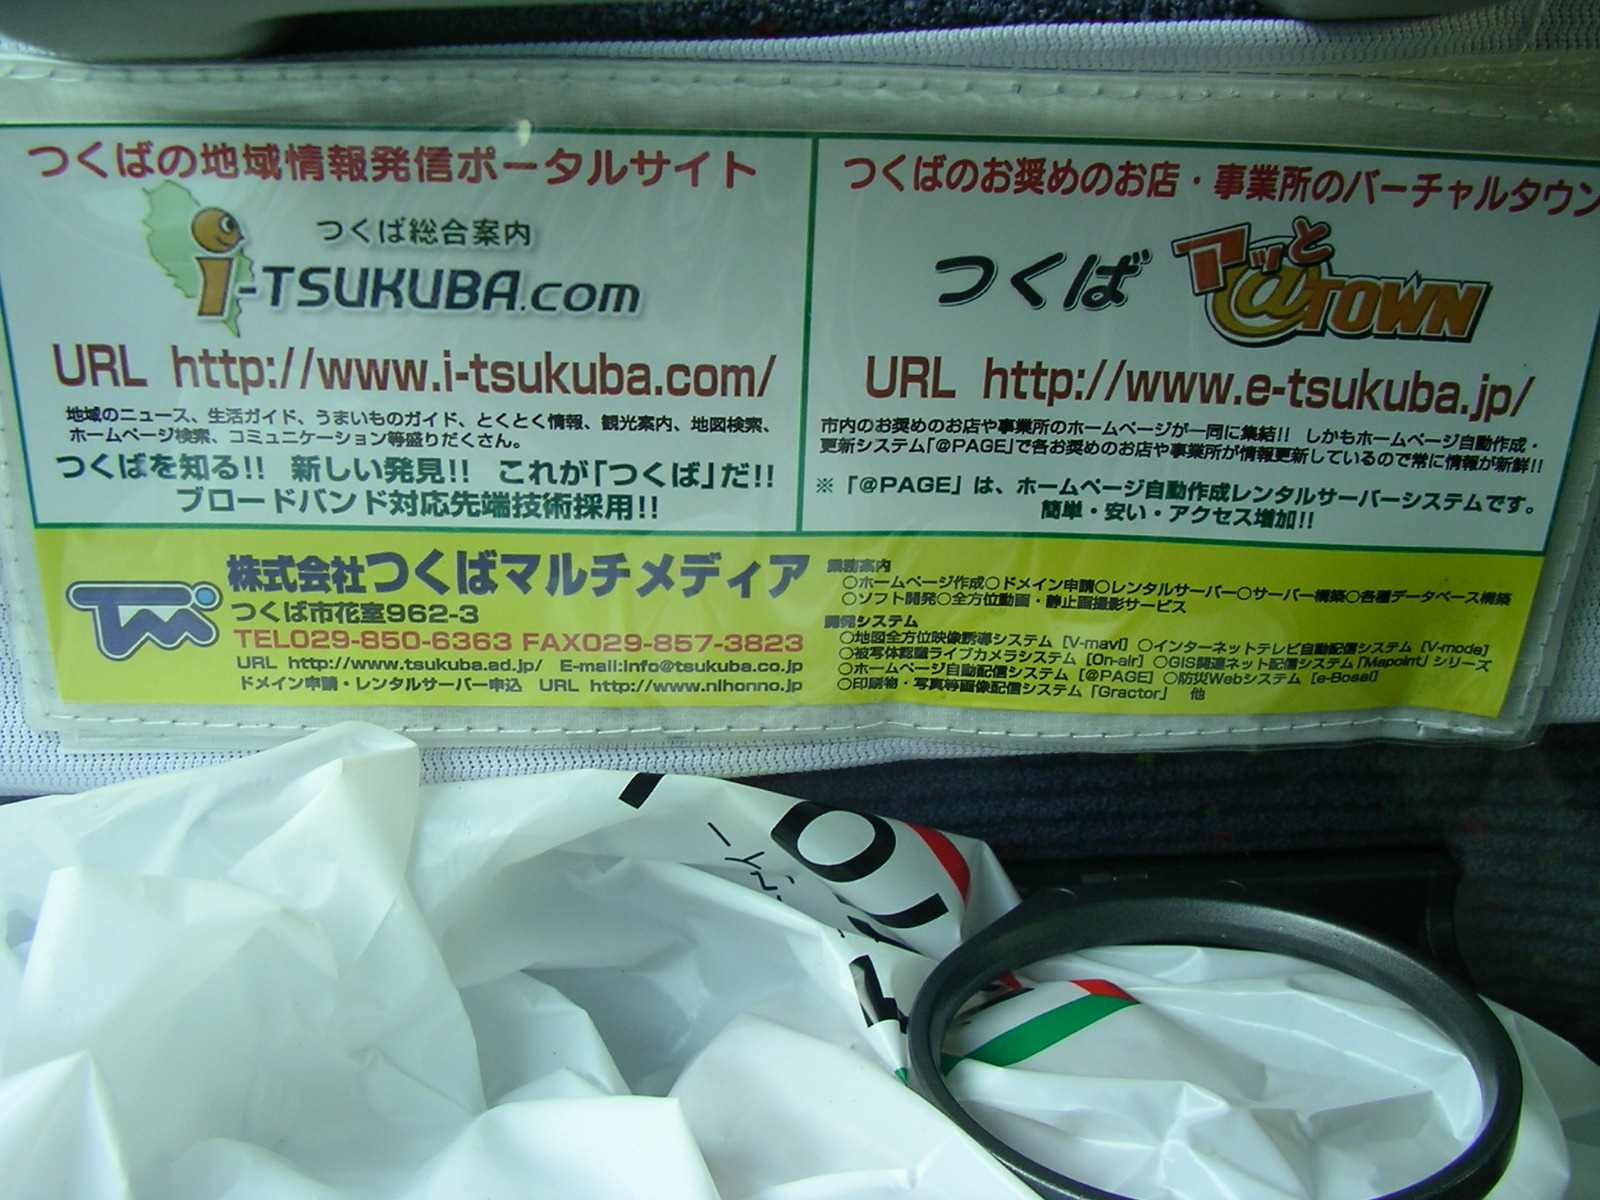 つくばの地域情報発信ポータルサイト
つくば総合案内
i-TSUKUBA.com
URL http://www.i-tsukuba.com/
地域のニュース、生活ガイド、うまいものガイド、とくとく情報、観光案内、地図検索、
ホームページ検索、コミュニケーション等盛りだくさん。
つくばを知る!! 新しい発見!! これが「つくば」だ!!
ブロードバンド対応先端技術採用!!
つくばのお奨めのお店・事業所のバーチャルタウン
つくば アッと@TOWN
URL http://www.e-tsukuba.jp/
市内のお奨めのお店や事業所のホームページが一同に集結!! しかもホームページ自動作成・
更新システム「@PAGE」で各お奨めのお店や事業所が情報更新しているので常に情報が新鮮!!
※「@PAGE」は、ホームページ自動作成レンタルサーバーシステムです。
簡単・安い・アクセス増加!!
TMI 株式会社つくばマルチメディア
つくば市花室962-3
TEL029-850-6363 FAX029-857-3823
URL http://www.tsukuba.ad.jp/ E-mail:info@tsukuba.co.jp
ドメイン申請・レンタルサーバー申込 URL http://www.nihonno.jp
業務案内
○ホームページ作成○ドメイン申請○レンタルサーバー○サーバー構築○各種データベース構築
○ソフト開発○全方位動画・静止画撮影サービス
開発システム
○地図全方位映像誘導システム [V-mavi] ○インターネットテレビ自動配信システム [V-mode]
○被写体認識ライブカメラシステム [On-air] ○GIS関連ネット配信システム「Mapoint」シリーズ
○ホームページ自動配信システム [@PAGE] ○防災Webシステム [e-Bosai]
○印刷物・写真等画像配信システム「Gractor」 他